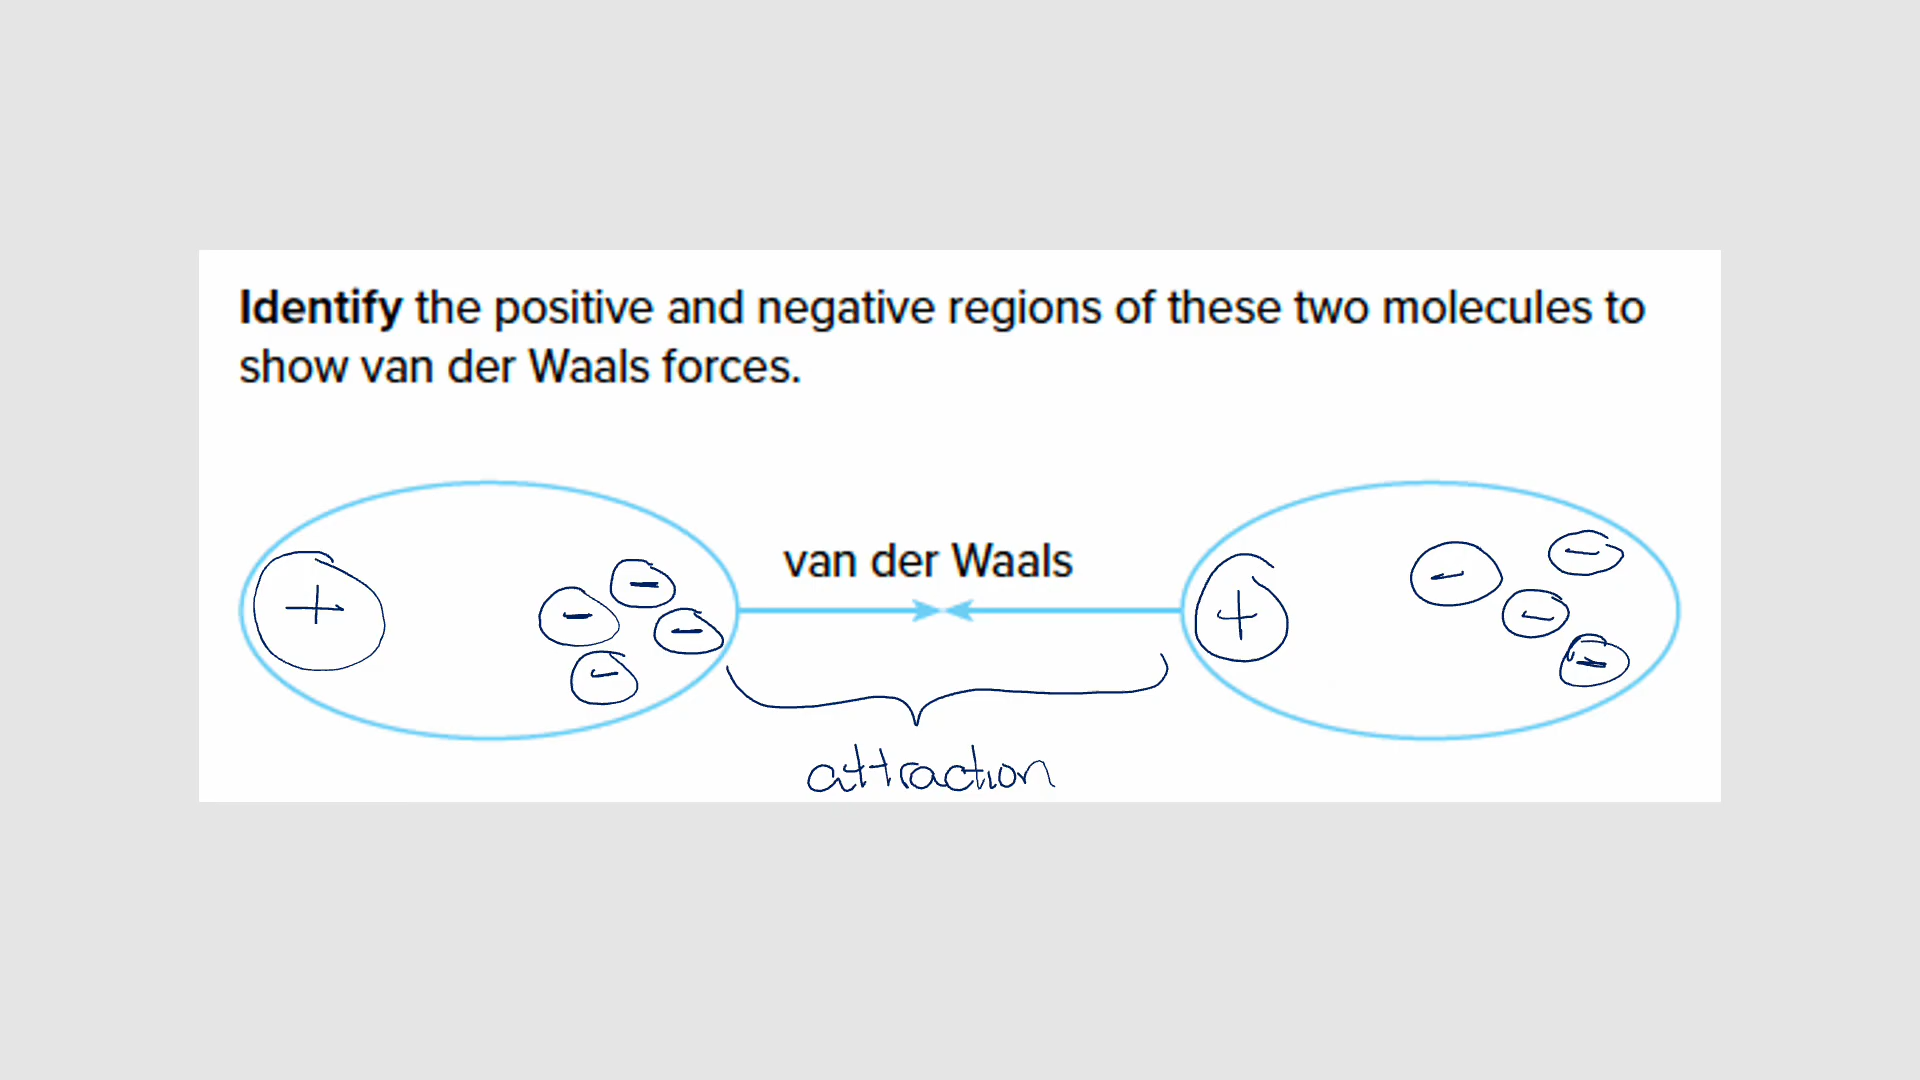 Identify the positive and negative regions of these two molecules to
show van der Waals forces.
van der Waals
+ - - - -
+ - - - -
attraction